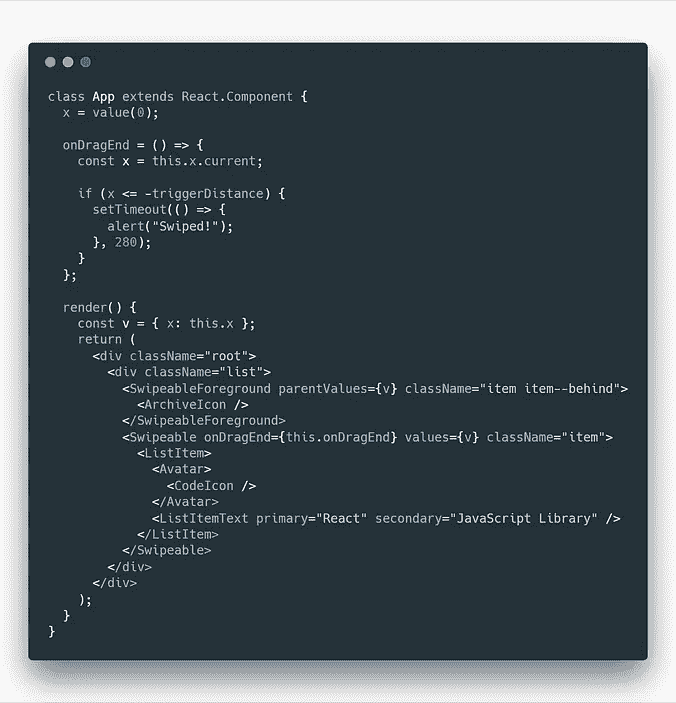 class App extends React.Component {
  x = value(0);

  onDragEnd = () => {
    const x = this.x.current;

    if (x <= -triggerDistance) {
      setTimeout(() => {
        alert("Swiped!");
      }, 280);
    }
  };

  render() {
    const v = { x: this.x };
    return (
      <div className="root">
        <div className="list">
          <SwipeableForeground parentValues={v} className="item item--behind">
            <ArchiveIcon />
          </SwipeableForeground>
          <Swipeable onDragEnd={this.onDragEnd} values={v} className="item">
            <ListItem>
              <Avatar>
                <CodeIcon />
              </Avatar>
              <ListItemText primary="React" secondary="JavaScript Library" />
            </ListItem>
          </Swipeable>
        </div>
      </div>
    );
  }
}